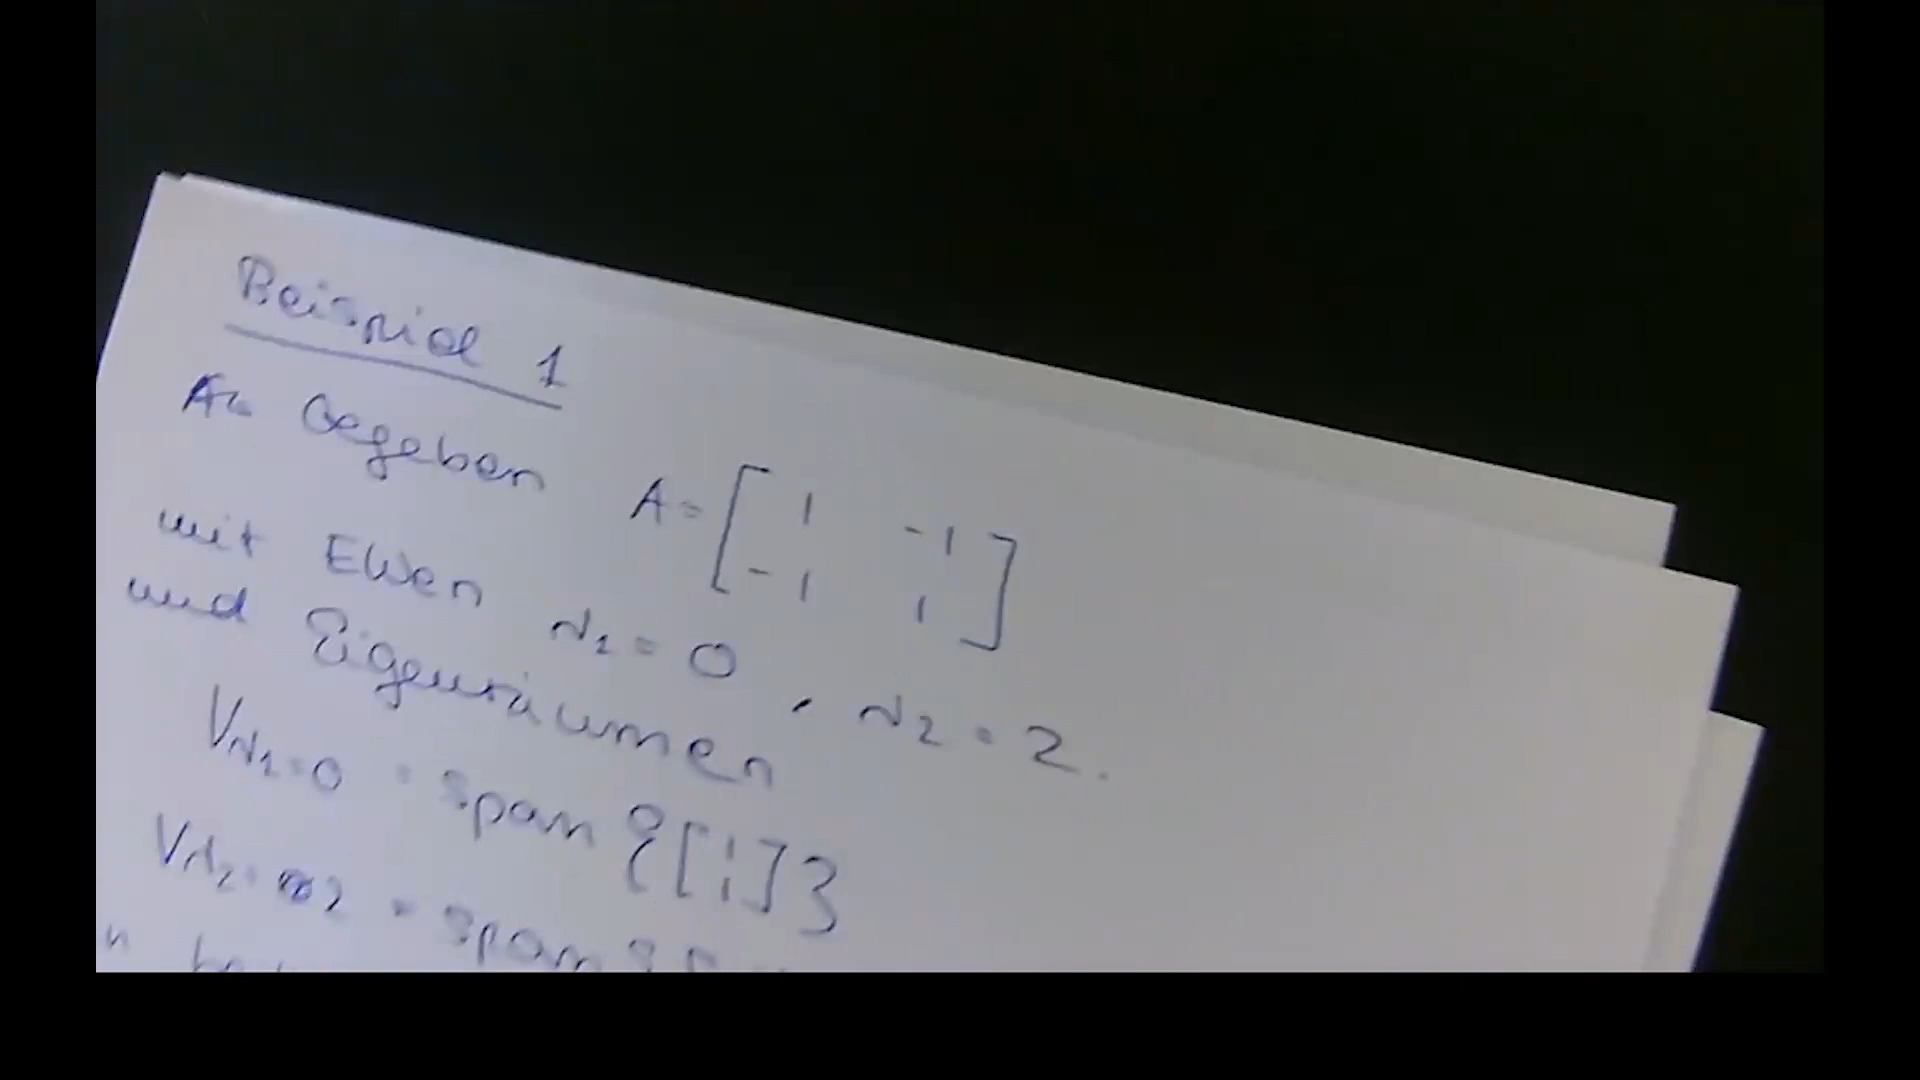 Beispiel 1
Gegeben A = [ 1 -1
-1 1 ]
mit EWen λ1 = 0, λ2 = 2.
und Eigenräumen
Vλ1=0 = span {[1
1]}
Vλ2=2 = span {[